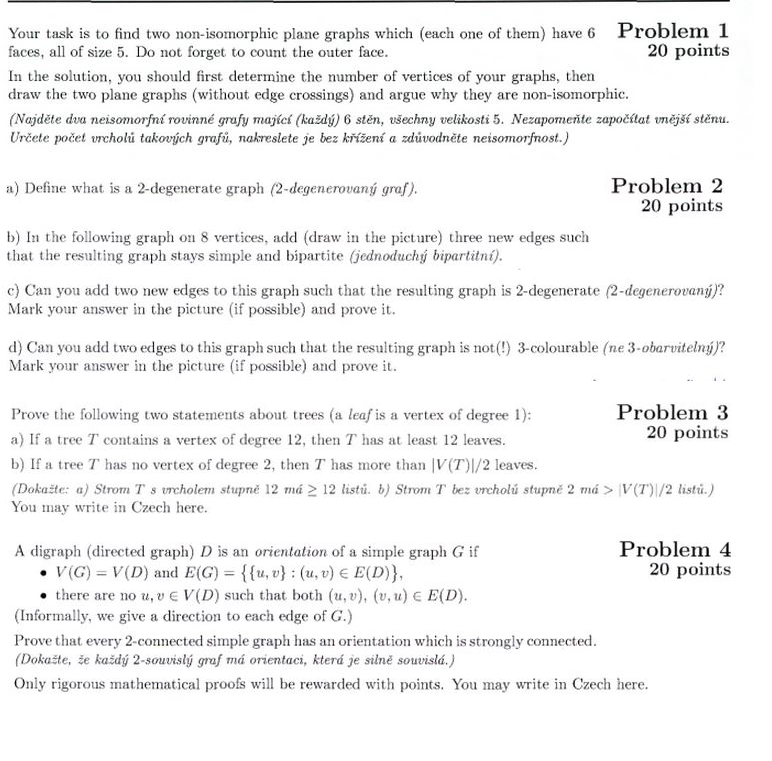 Your task is to find two non-isomorphic plane graphs which (each one of them) have 6 Problem 1
faces, all of size 5. Do not forget to count the outer face. 20 points
In the solution, you should first determine the number of vertices of your graphs, then
draw the two plane graphs (without edge crossings) and argue why they are non-isomorphic.
(Najděte dva neisomorfní rovinné grafy mající (každý) 6 stěn, všechny velikosti 5. Nezapomeňte započítat vnější stěnu.
Určete počet vrcholů takových grafů, nakreslete je bez křížení a zdůvodněte neisomorfnost.)
a) Define what is a 2-degenerate graph (2-degenerovaný graf). Problem 2
20 points
b) In the following graph on 8 vertices, add (draw in the picture) three new edges such
that the resulting graph stays simple and bipartite (jednoduchý bipartitní).
c) Can you add two new edges to this graph such that the resulting graph is 2-degenerate (2-degenerovaný)?
Mark your answer in the picture (if possible) and prove it.
d) Can you add two edges to this graph such that the resulting graph is not(!) 3-colourable (ne 3-obarvitelný)?
Mark your answer in the picture (if possible) and prove it.
Prove the following two statements about trees (a leaf is a vertex of degree 1): Problem 3
20 points
a) If a tree T contains a vertex of degree 12, then T has at least 12 leaves.
b) If a tree T has no vertex of degree 2, then T has more than |V(T)|/2 leaves.
(Dokažte: a) Strom T s vrcholem stupně 12 má ≥ 12 listů. b) Strom T bez vrcholů stupně 2 má > |V(T)|/2 listů.)
You may write in Czech here.
A digraph (directed graph) D is an orientation of a simple graph G if Problem 4
• V(G) = V(D) and E(G) = {{u, v} : (u, v) ∈ E(D)}, 20 points
• there are no u, v ∈ V(D) such that both (u, v), (v, u) ∈ E(D).
(Informally, we give a direction to each edge of G.)
Prove that every 2-connected simple graph has an orientation which is strongly connected.
(Dokažte, že každý 2-souvislý graf má orientaci, která je silně souvislá.)
Only rigorous mathematical proofs will be rewarded with points. You may write in Czech here.